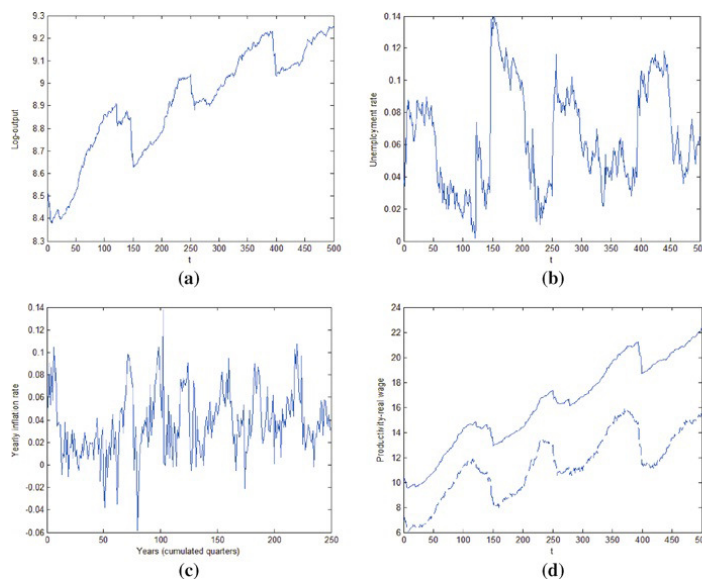 9.3
9.2
9.1
9
8.9
8.8
8.7
8.6
8.5
8.4
8.3
Log-output
0 50 100 150 200 250 300 350 400 450 500
t
(a)
0.14
0.12
0.1
0.08
0.06
0.04
0.02
0
Unemployment rate
0 50 100 150 200 250 300 350 400 450 500
t
(b)
0.14
0.12
0.1
0.08
0.06
0.04
0.02
0
-0.02
-0.04
-0.06
Yearly inflation rate
0 50 100 150 200 250
Years (cumulated quarters)
(c)
24
22
20
18
16
14
12
10
8
6
Productivity-real wage
0 50 100 150 200 250 300 350 400 450 500
t
(d)